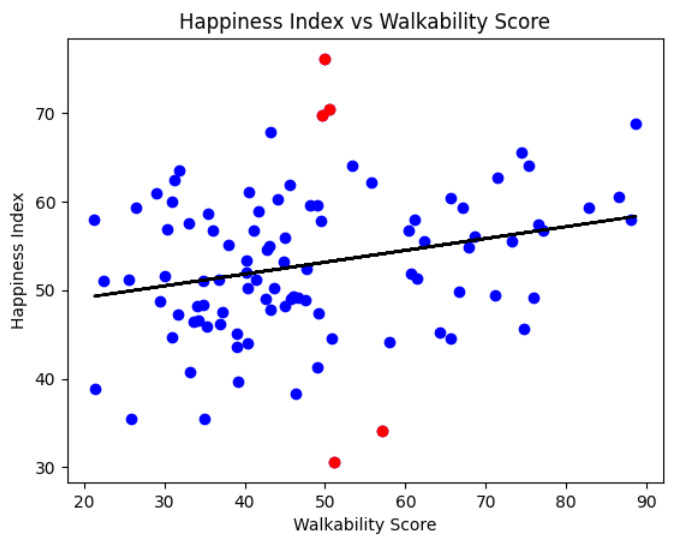 Happiness Index vs Walkability Score
70
60
50
40
30
Happiness Index
20 30 40 50 60 70 80 90
Walkability Score